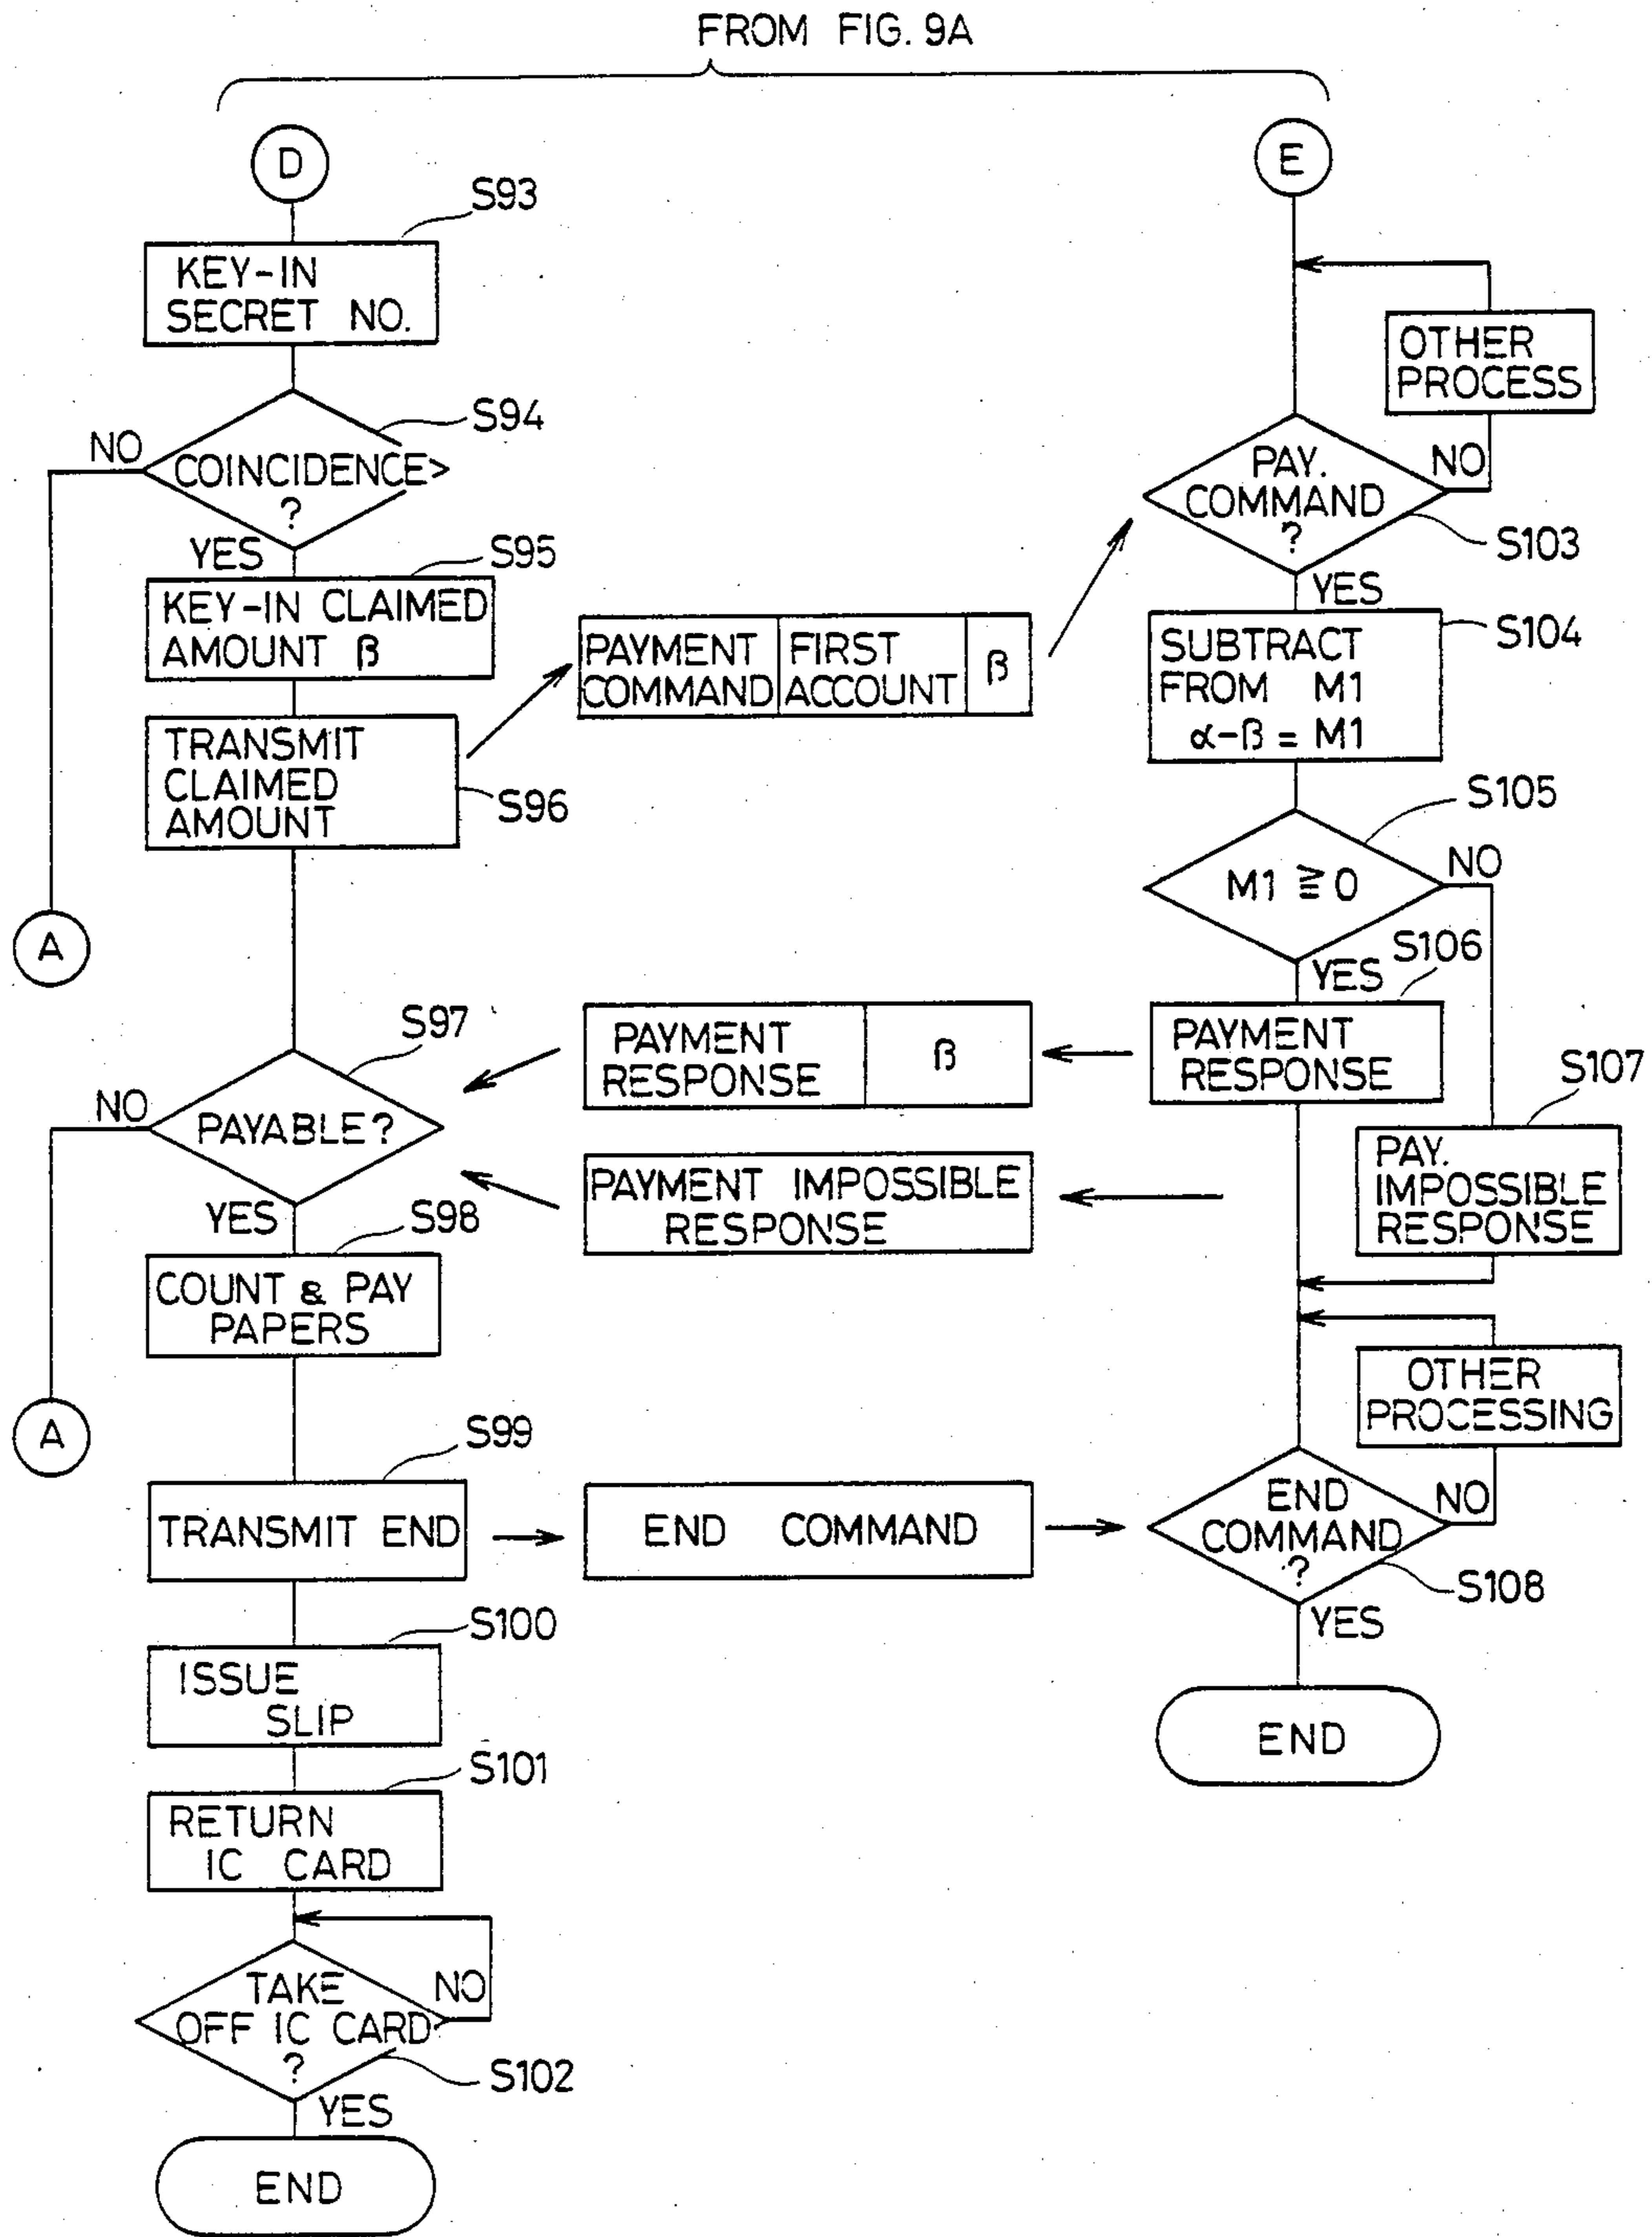 FROM FIG. 9A
D
S93
KEY-IN
SECRET NO.
S94
NO
COINCIDENCE>
?
YES
S95
KEY-IN CLAIMED
AMOUNT β
TRANSMIT
CLAIMED
AMOUNT
S96
A
PAYMENT
COMMAND
FIRST
ACCOUNT
β
E
OTHER
PROCESS
PAY.
COMMAND
?
NO
S103
YES
SUBTRACT
FROM M1
α-β = M1
S104
S105
M1 ≧ 0
NO
YES
S106
PAYMENT
RESPONSE
S107
PAY.
IMPOSSIBLE
RESPONSE
PAYMENT
RESPONSE
β
PAYMENT IMPOSSIBLE
RESPONSE
S97
NO
PAYABLE?
YES
S98
COUNT & PAY
PAPERS
A
S99
TRANSMIT END
END COMMAND
OTHER
PROCESSING
END
COMMAND
?
NO
S108
YES
END
S100
ISSUE
SLIP
S101
RETURN
IC CARD
TAKE
OFF IC CARD
?
NO
S102
YES
END